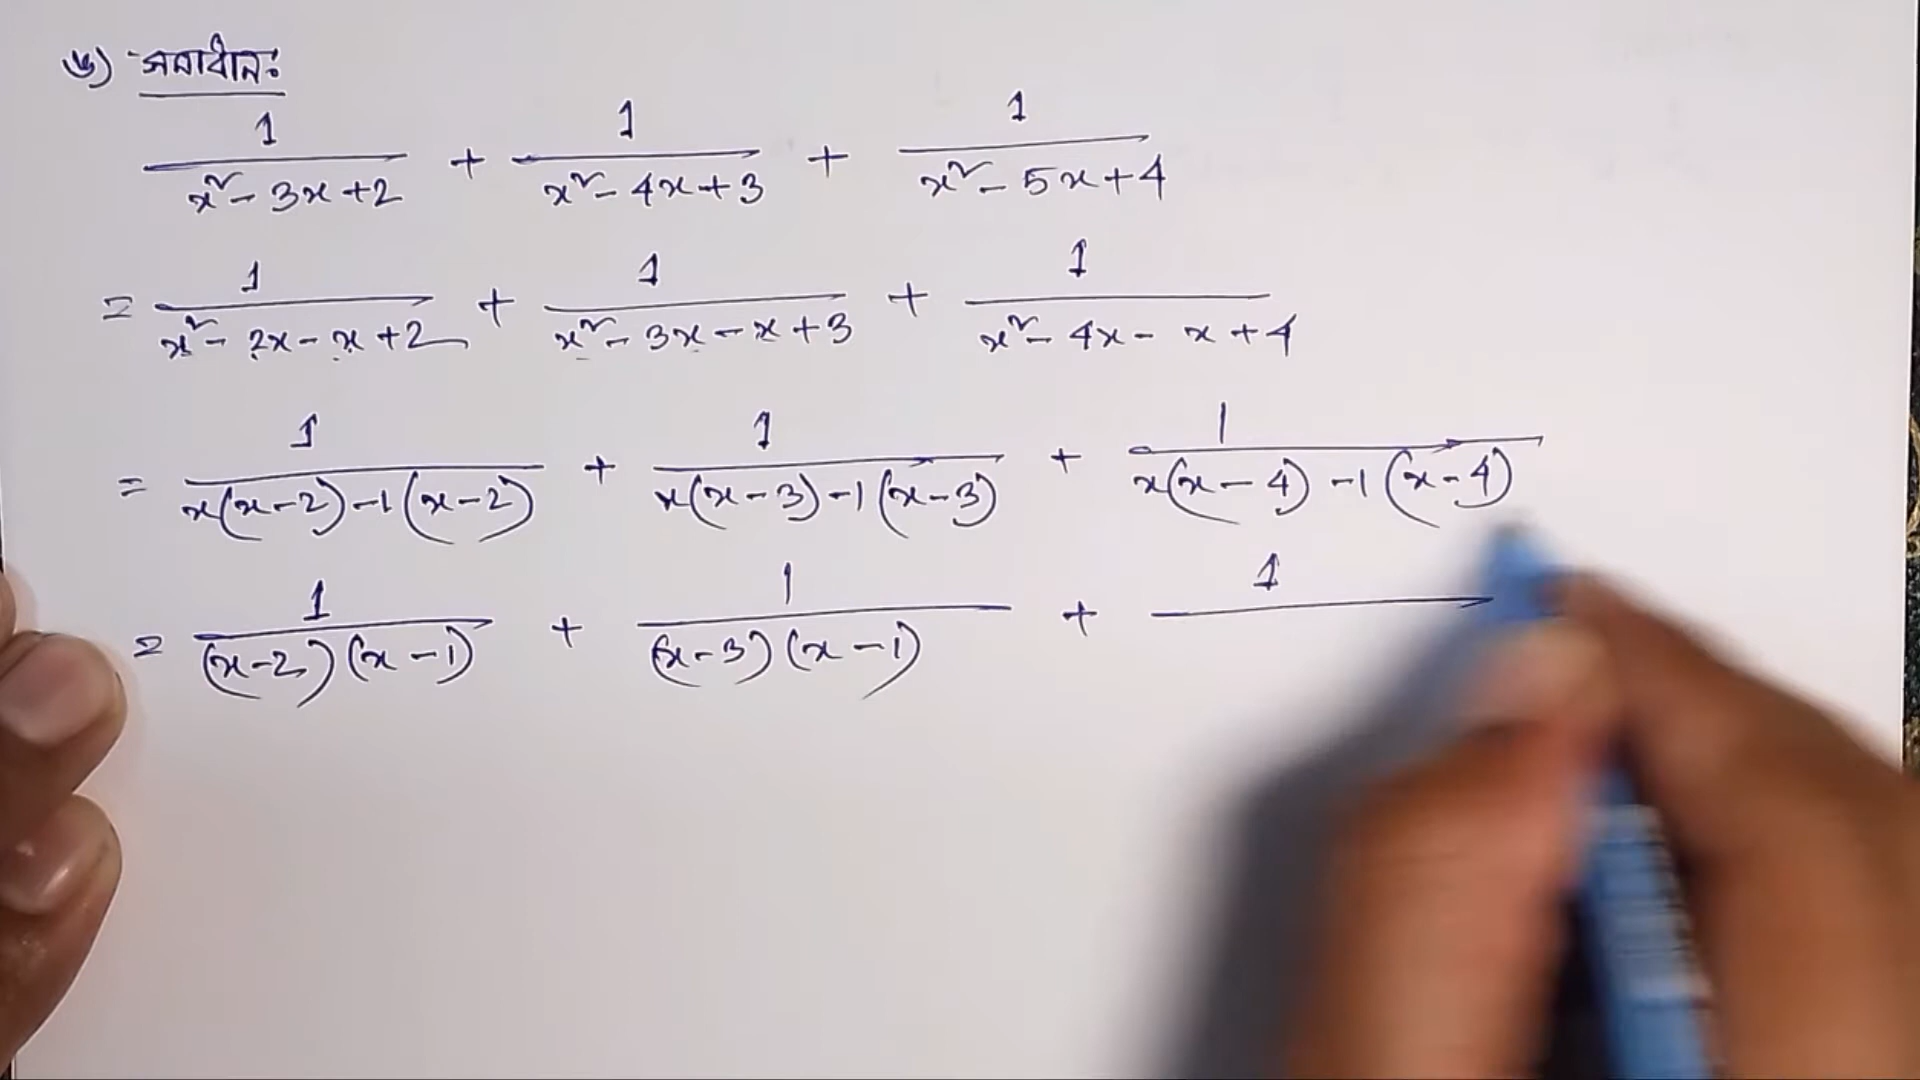 ৬) সমাধান:
1/(x² - 3x + 2) + 1/(x² - 4x + 3) + 1/(x² - 5x + 4)
= 1/(x² - 2x - x + 2) + 1/(x² - 3x - x + 3) + 1/(x² - 4x - x + 4)
= 1/(x(x - 2) - 1(x - 2)) + 1/(x(x - 3) - 1(x - 3)) + 1/(x(x - 4) - 1(x - 4))
= 1/((x - 2)(x - 1)) + 1/((x - 3)(x - 1)) + 1/